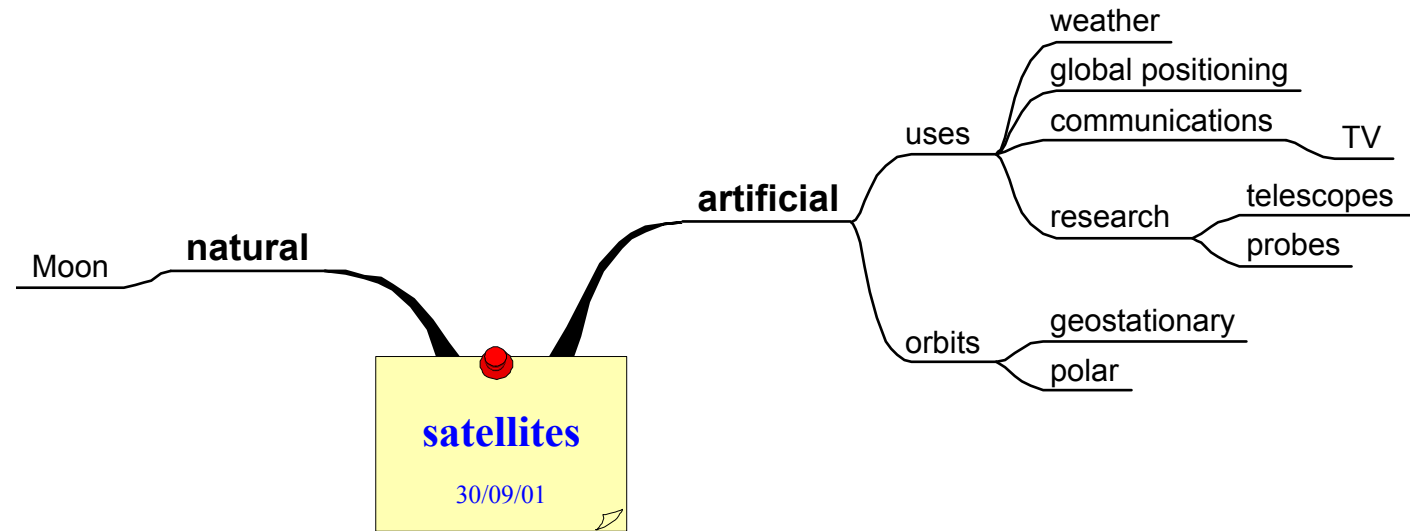 weather
global positioning
uses
communications
TV
artificial
research
telescopes
probes
natural
Moon
orbits
geostationary
polar
satellites
30/09/01